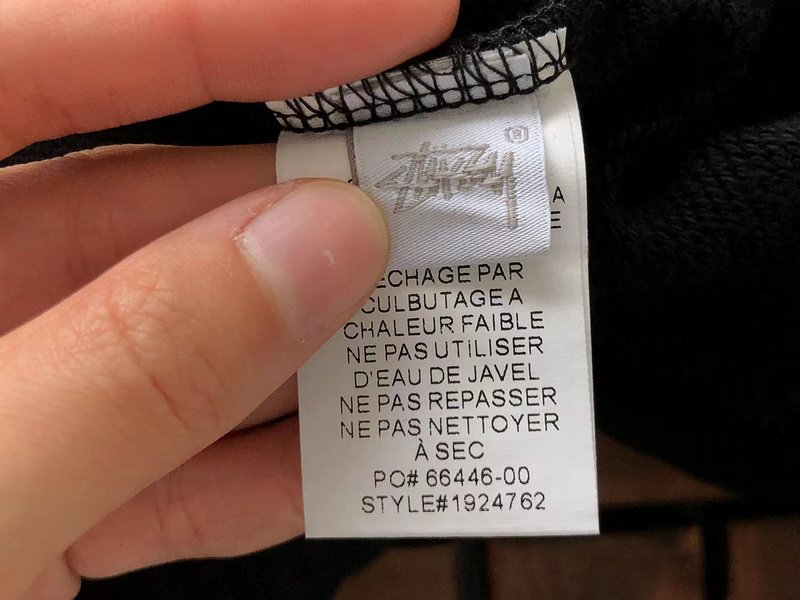 STÜSSY ®
A
E
ECHAGE PAR
CULBUTAGE A
CHALEUR FAIBLE
NE PAS UTILISER
D'EAU DE JAVEL
NE PAS REPASSER
NE PAS NETTOYER
À SEC
PO# 66446-00
STYLE#1924762